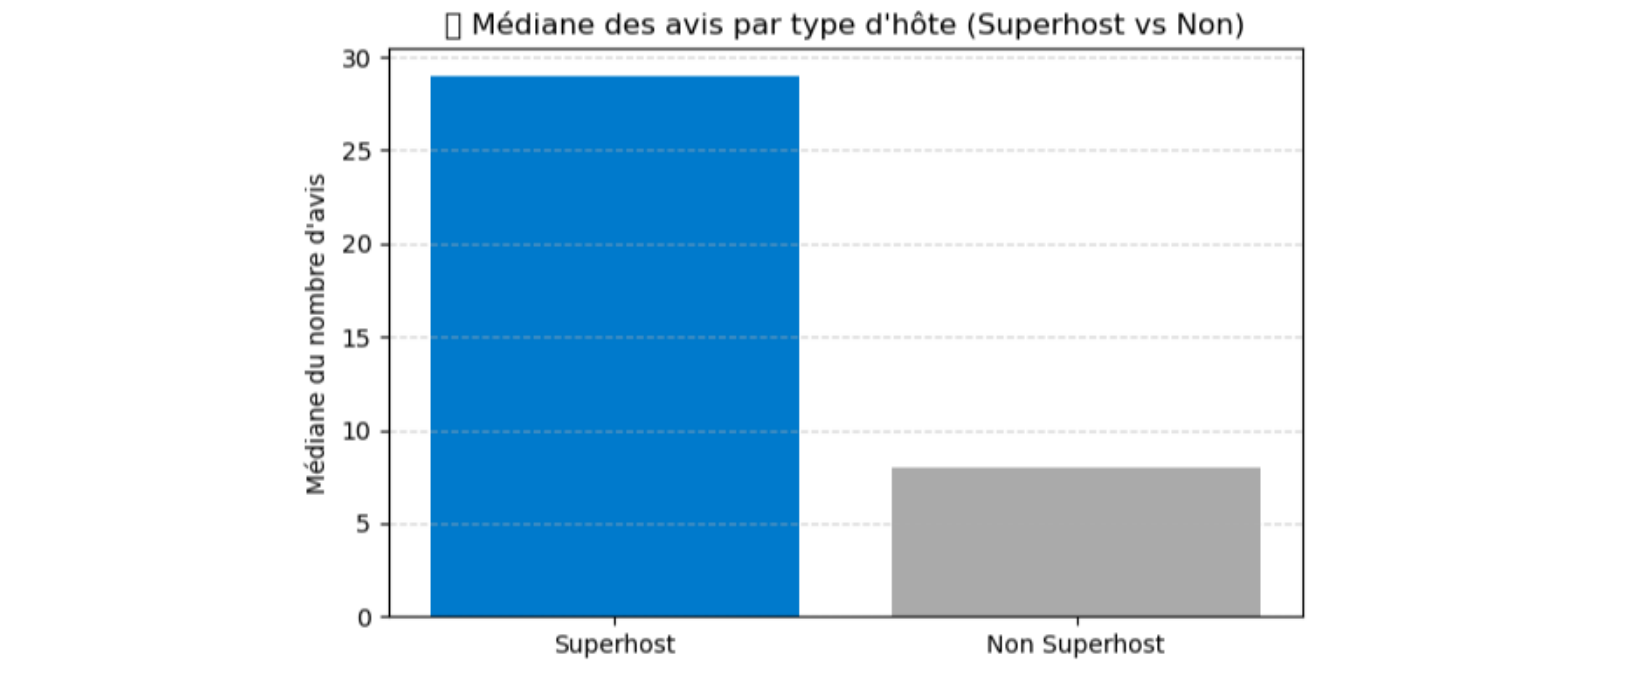 Médiane des avis par type d'hôte (Superhost vs Non)
Médiane du nombre d'avis
30
25
20
15
10
5
0
Superhost
Non Superhost